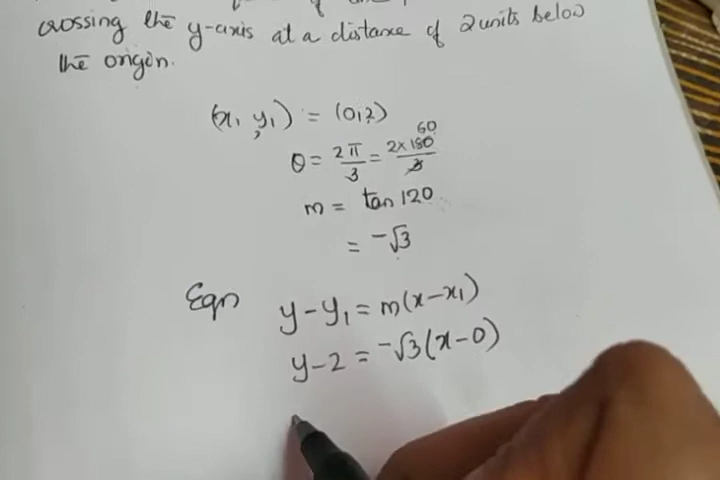 crossing the y-axis at a distance of 2units below
the origin.
(x₁, y₁) = (0,2)
θ = 2π/3 = 2×180/3 60
m = tan 120
= -√3
Eqn y-y₁ = m(x-x₁)
y-2 = -√3(x-0)